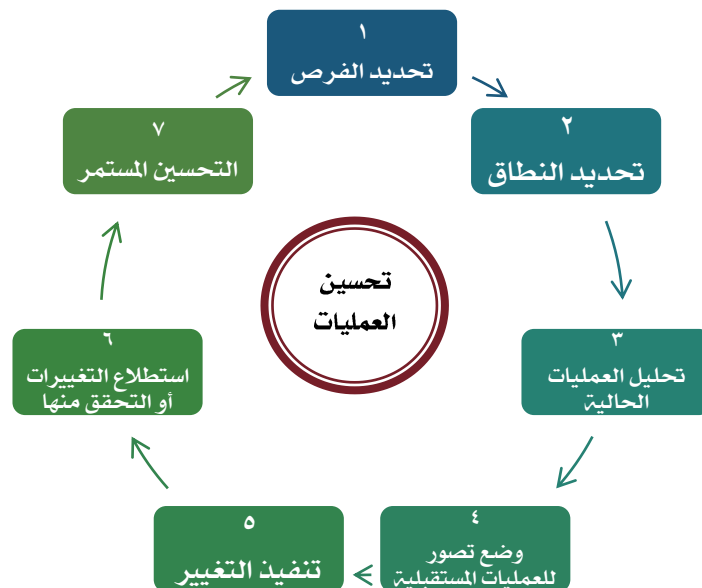 ١
تحديد الفرص
٢
تحديد النطاق
٣
تحليل العمليات
الحالية
٤
وضع تصور
للعمليات المستقبلية
٥
تنفيذ التغيير
٦
استطلاع التغييرات
أو التحقق منها
٧
التحسين المستمر
تحسين
العمليات